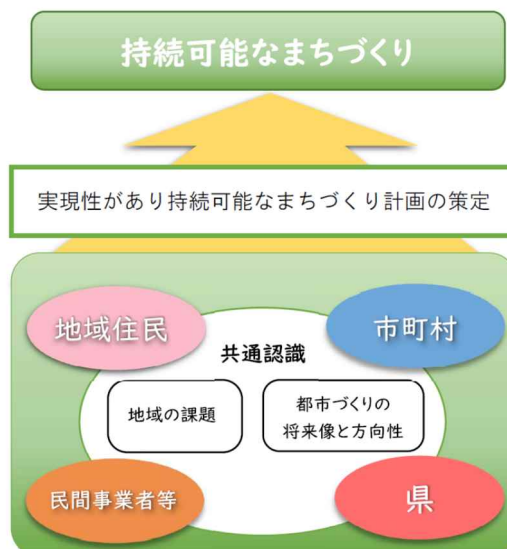 持続可能なまちづくり
実現性があり持続可能なまちづくり計画の策定
地域住民
市町村
共通認識
地域の課題
都市づくりの
将来像と方向性
民間事業者等
県